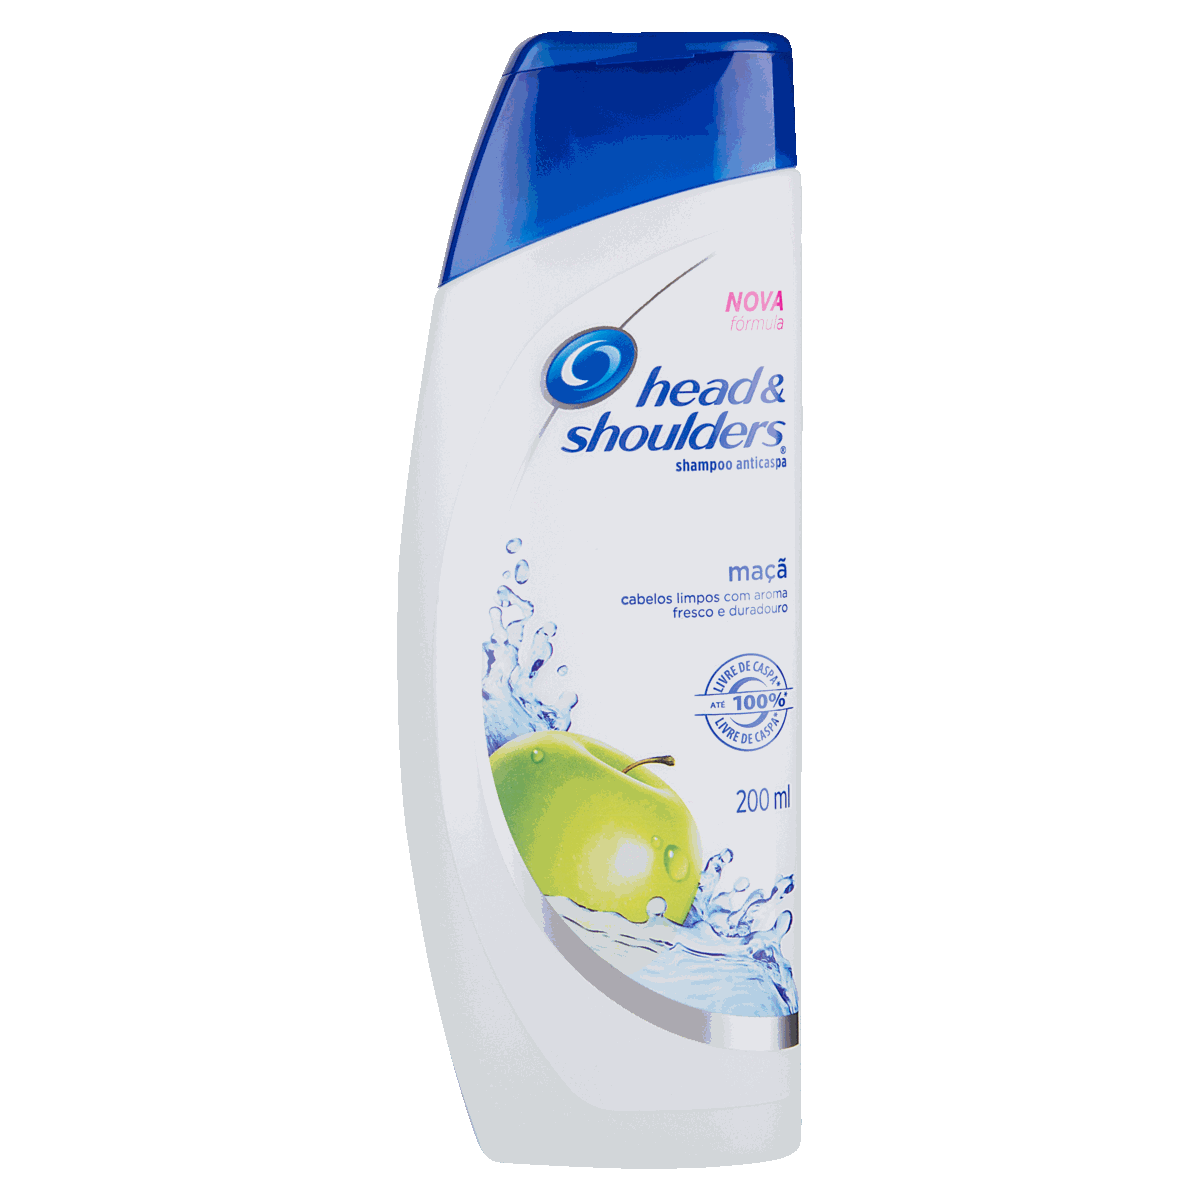 NOVA
fórmula
head &
shoulders®
shampoo anticaspa
maçã
cabelos limpos com aroma
fresco e duradouro
LIVRE DE CASPA*
ATÉ 100%*
LIVRE DE CASPA*
200 ml